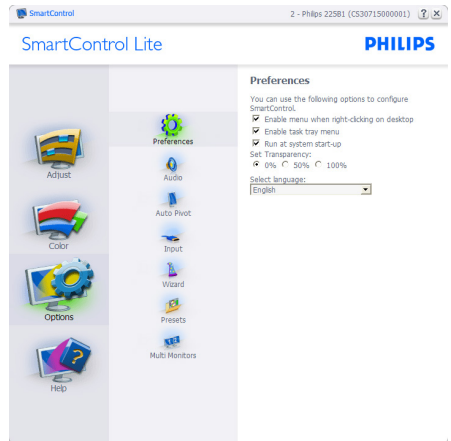 SmartControl
2 - Philips 225B1 (CS30715000001)
SmartControl Lite
PHILIPS
Adjust
Color
Options
Help
Preferences
Audio
Auto Pivot
Input
Wizard
Presets
Multi Monitors
Preferences
You can use the following options to configure
SmartControl.
Enable menu when right-clicking on desktop
Enable task tray menu
Run at system start-up
Set Transparency:
0% 50% 100%
Select language:
English